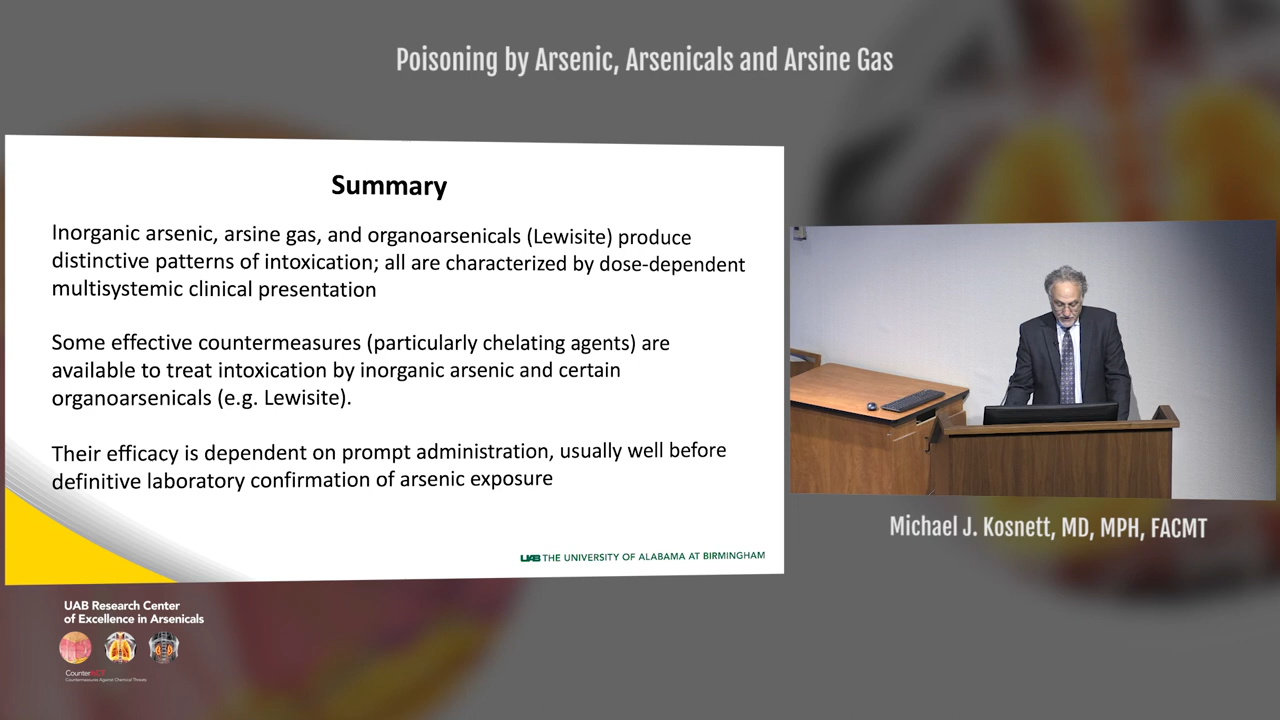 Poisoning by Arsenic, Arsenicals and Arsine Gas
Summary
Inorganic arsenic, arsine gas, and organoarsenicals (Lewisite) produce
distinctive patterns of intoxication; all are characterized by dose-dependent
multisystemic clinical presentation
Some effective countermeasures (particularly chelating agents) are
available to treat intoxication by inorganic arsenic and certain
organoarsenicals (e.g. Lewisite).
Their efficacy is dependent on prompt administration, usually well before
definitive laboratory confirmation of arsenic exposure
UAB THE UNIVERSITY OF ALABAMA AT BIRMINGHAM
Michael J. Kosnett, MD, MPH, FACMT
UAB Research Center
of Excellence in Arsenicals
Countermeasures Against Chemical Threats